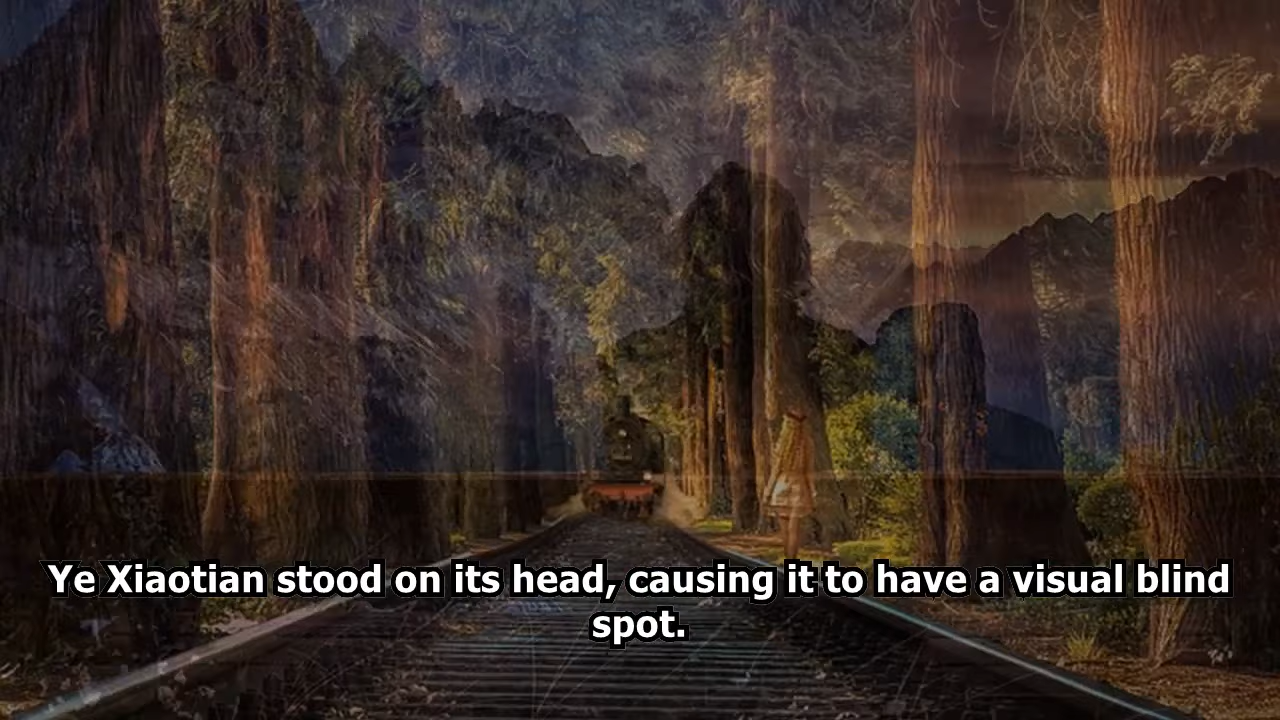 Ye Xiaotian stood on its head, causing it to have a visual blind
spot.